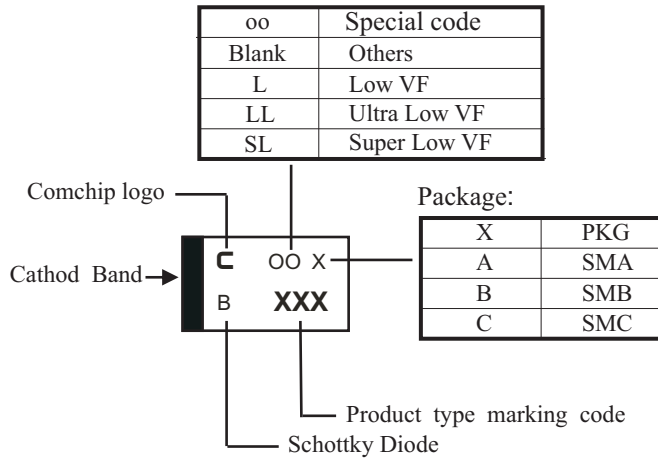 oo Special code
Blank Others
L Low VF
LL Ultra Low VF
SL Super Low VF
Comchip logo
Package:
X PKG
A SMA
B SMB
C SMC
Cathod Band
C OO X
B XXX
Product type marking code
Schottky Diode